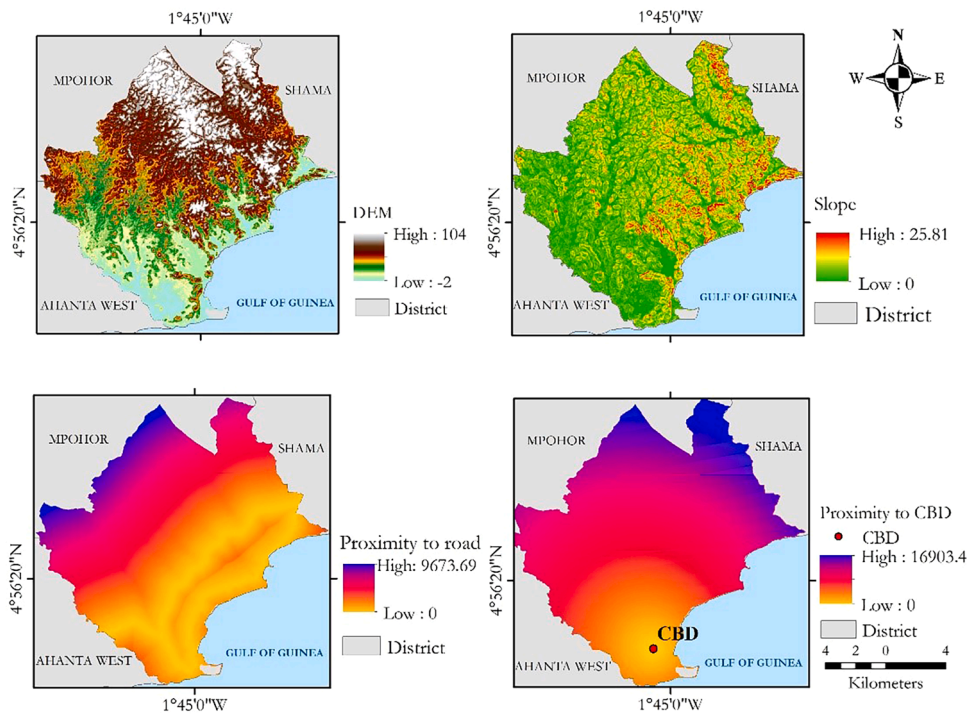 1°45'0"W
MPOHOR
SHAMA
4°56'20"N
DEM
High : 104
Low : -2
District
AHANTA WEST
GULF OF GUINEA
MPOHOR
SHAMA
N
W
E
S
4°56'20"N
Slope
High : 25.81
Low : 0
District
AHANTA WEST
GULF OF GUINEA
MPOHOR
SHAMA
4°56'20"N
Proximity to road
High: 9673.69
Low : 0
District
AHANTA WEST
GULF OF GUINEA
1°45'0"W
MPOHOR
SHAMA
4°56'20"N
Proximity to CBD
CBD
High : 16903.4
Low : 0
District
CBD
AHANTA WEST
GULF OF GUINEA
4 2 0 4
Kilometers
1°45'0"W
1°45'0"W